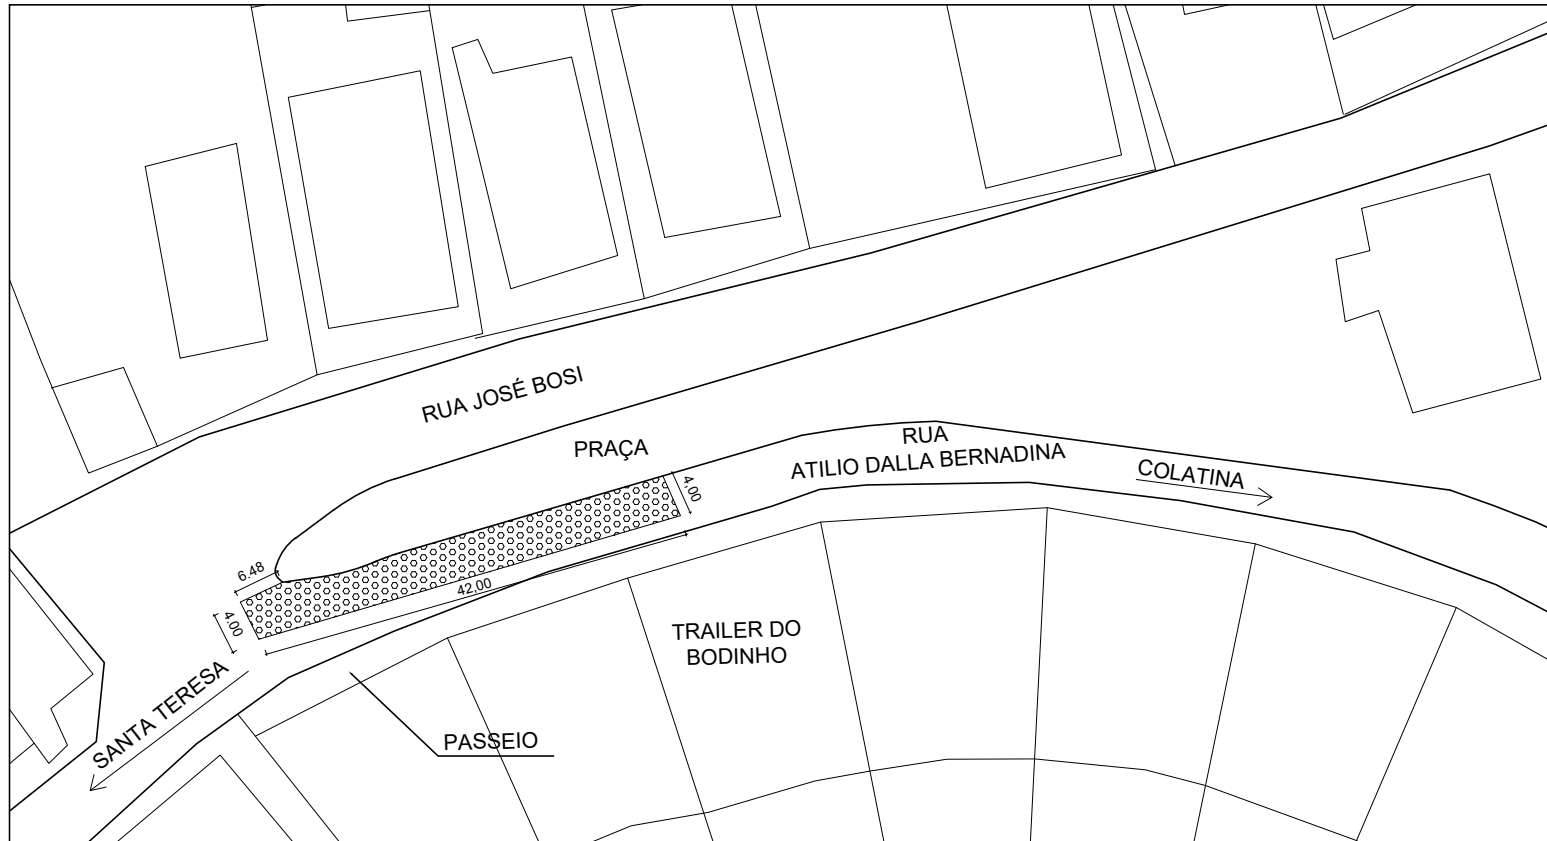 RUA JOSÉ BOSI
PRAÇA
RUA
ATILIO DALLA BERNADINA
COLATINA
4,00
6.48
42,00
4.00
TRAILER DO
BODINHO
SANTA TERESA
PASSEIO